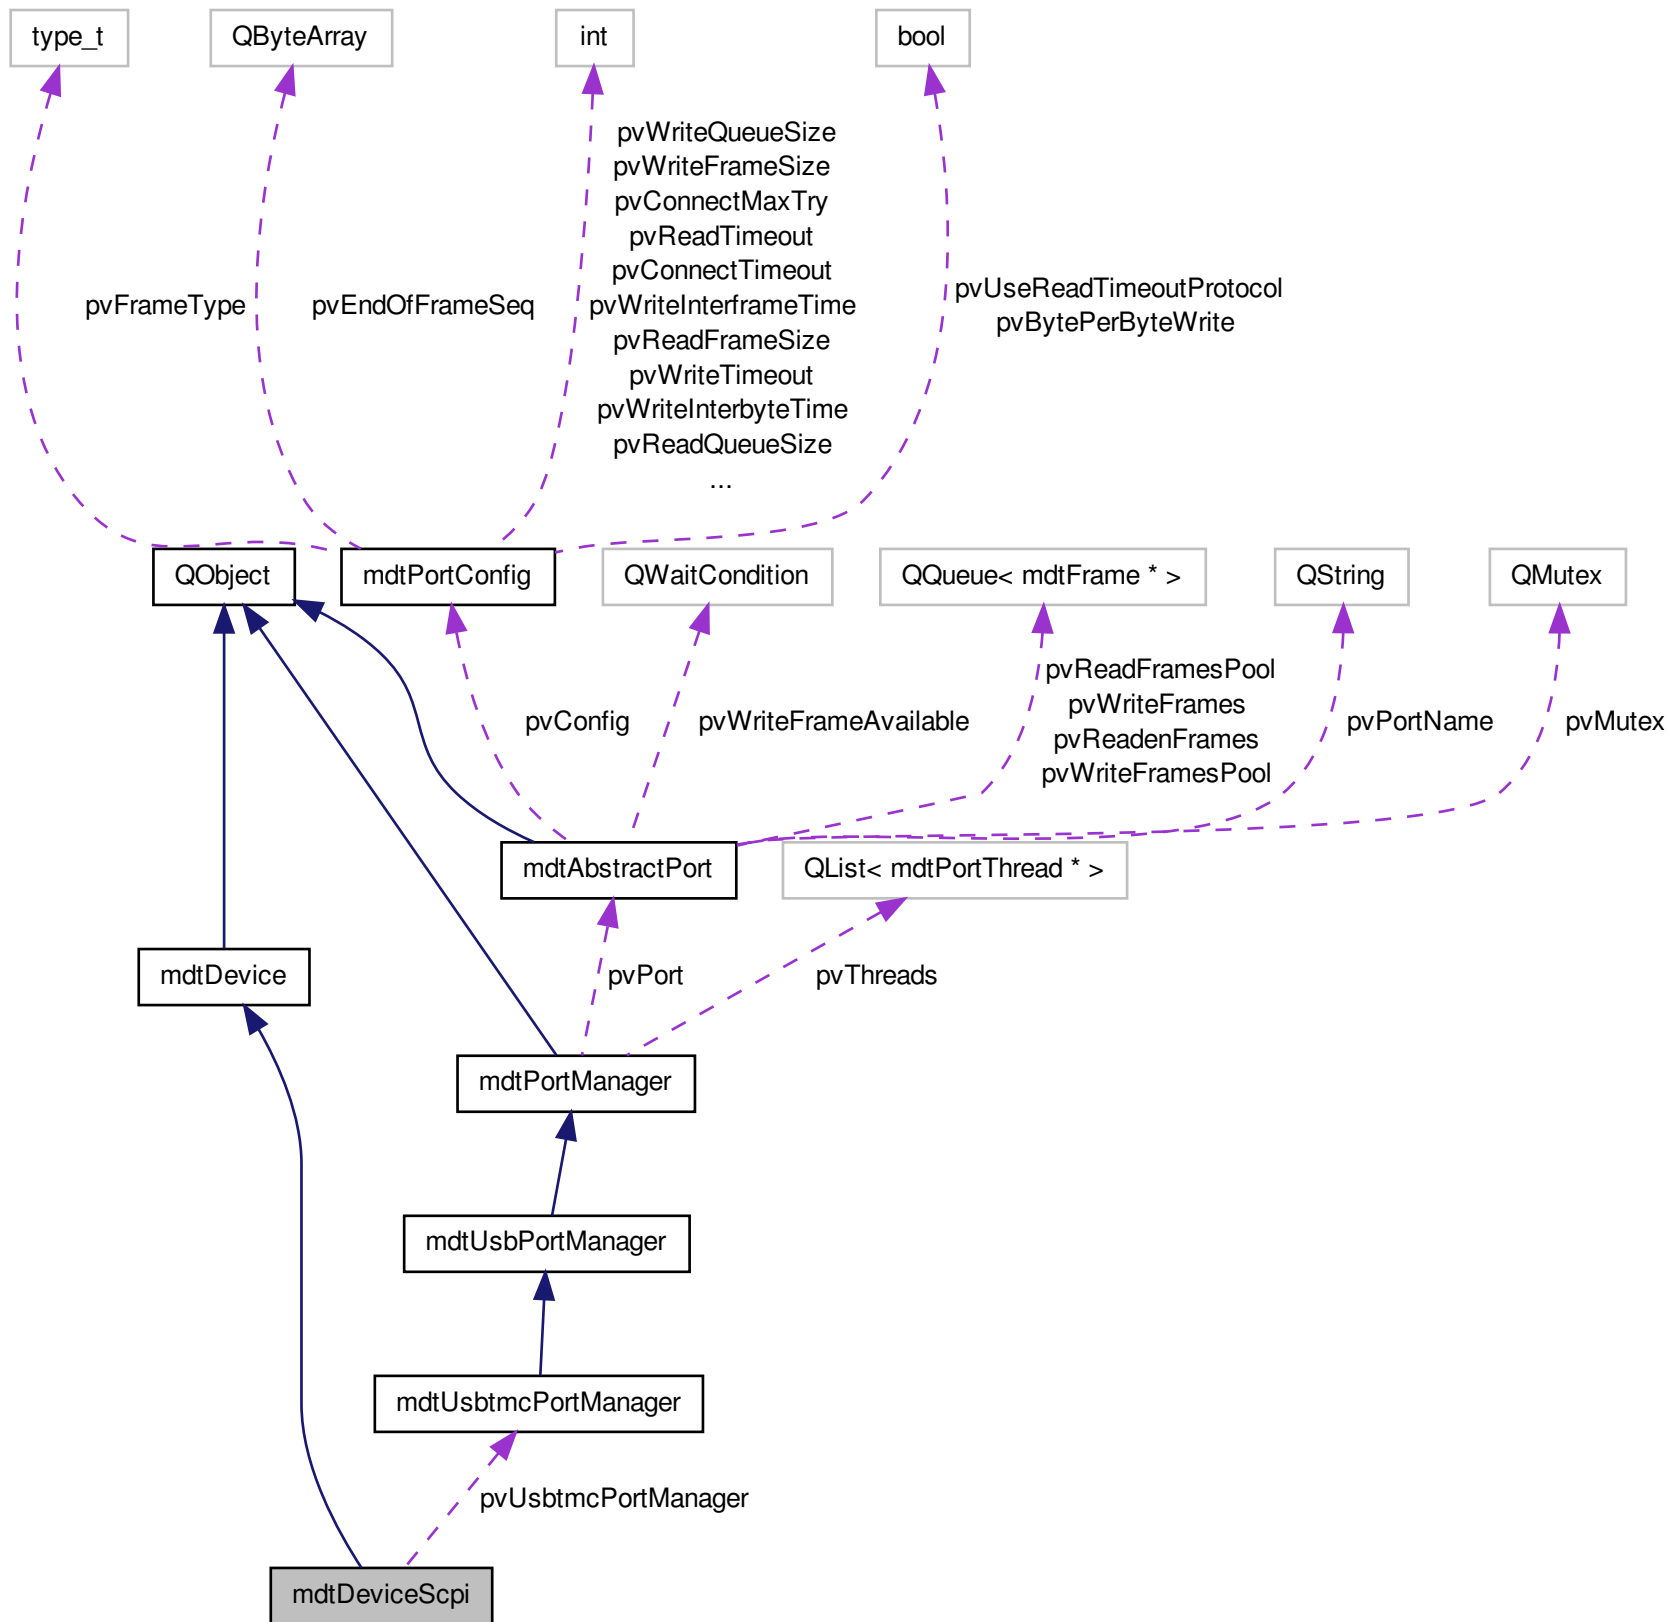 type_t
QByteArray
int
bool
pvWriteQueueSize
pvWriteFrameSize
pvConnectMaxTry
pvReadTimeout
pvConnectTimeout
pvWriteInterframeTime
pvReadFrameSize
pvWriteTimeout
pvWriteInterbyteTime
pvReadQueueSize
...
pvFrameType
pvEndOfFrameSeq
pvUseReadTimeoutProtocol
pvBytePerByteWrite
QObject
mdtPortConfig
QWaitCondition
QQueue< mdtFrame * >
QString
QMutex
pvConfig
pvWriteFrameAvailable
pvReadFramesPool
pvWriteFrames
pvReadenFrames
pvWriteFramesPool
pvPortName
pvMutex
mdtAbstractPort
QList< mdtPortThread * >
mdtDevice
pvPort
pvThreads
mdtPortManager
mdtUsbPortManager
mdtUsbtmcPortManager
pvUsbtmcPortManager
mdtDeviceScpi